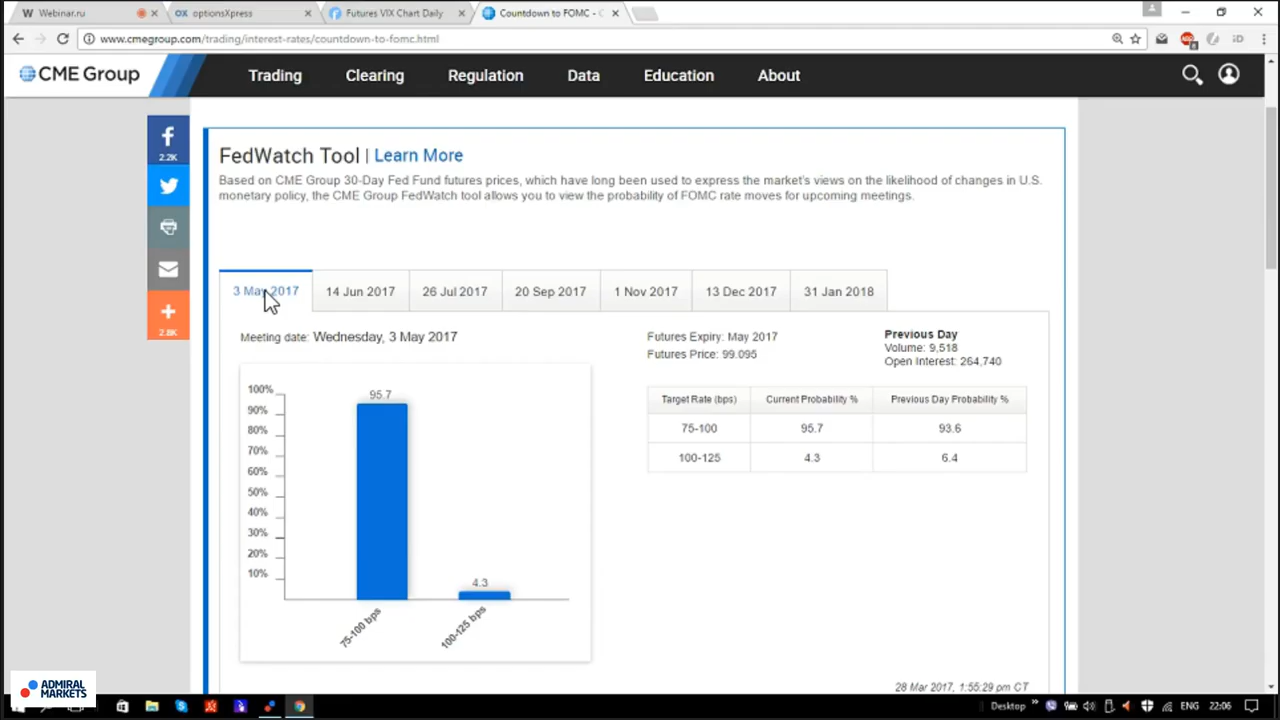 Webinar.ru
OX optionsXpress
Futures VIX Chart Daily
Countdown to FOMC - C
www.cmegroup.com/trading/interest-rates/countdown-to-fomc.html
CME Group
Trading
Clearing
Regulation
Data
Education
About
f
2.2K
2.8K
FedWatch Tool | Learn More
Based on CME Group 30-Day Fed Fund futures prices, which have long been used to express the market's views on the likelihood of changes in U.S.
monetary policy, the CME Group FedWatch tool allows you to view the probability of FOMC rate moves for upcoming meetings.
3 May 2017
14 Jun 2017
26 Jul 2017
20 Sep 2017
1 Nov 2017
13 Dec 2017
31 Jan 2018
Meeting date: Wednesday, 3 May 2017
Futures Expiry: May 2017
Futures Price: 99.095
Previous Day
Volume: 9,518
Open Interest: 264,740
100%
90%
80%
70%
60%
50%
40%
30%
20%
10%
95.7
4.3
75-100 bps
100-125 bps
Target Rate (bps) Current Probability % Previous Day Probability %
75-100 95.7 93.6
100-125 4.3 6.4
28 Mar 2017, 1:55:29 pm CT
ADMIRAL
MARKETS
Desktop
ENG
22:06